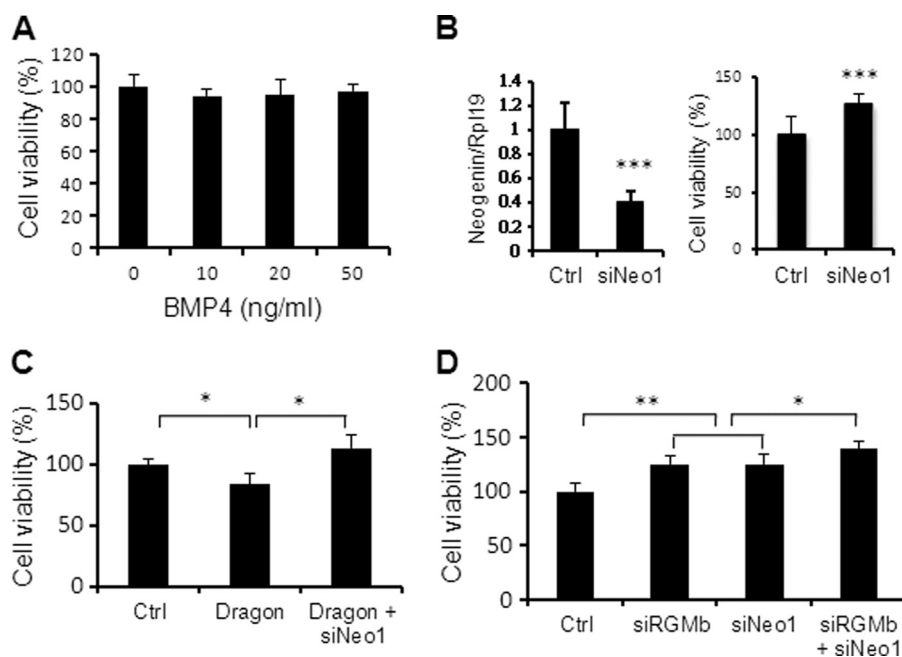 A
Cell viability (%)
120
100
80
60
40
20
0
0 10 20 50
BMP4 (ng/ml)
B
Neogenin/Rpl19
1.4
1.2
1
0.8
0.6
0.4
0.2
0
***
Ctrl siNeo1
Cell viability (%)
150
100
50
0
***
Ctrl siNeo1
C
Cell viability (%)
150
100
50
0
* *
Ctrl Dragon Dragon +
siNeo1
D
Cell viability (%)
200
150
100
50
0
** *
Ctrl siRGMb siNeo1 siRGMb
+ siNeo1